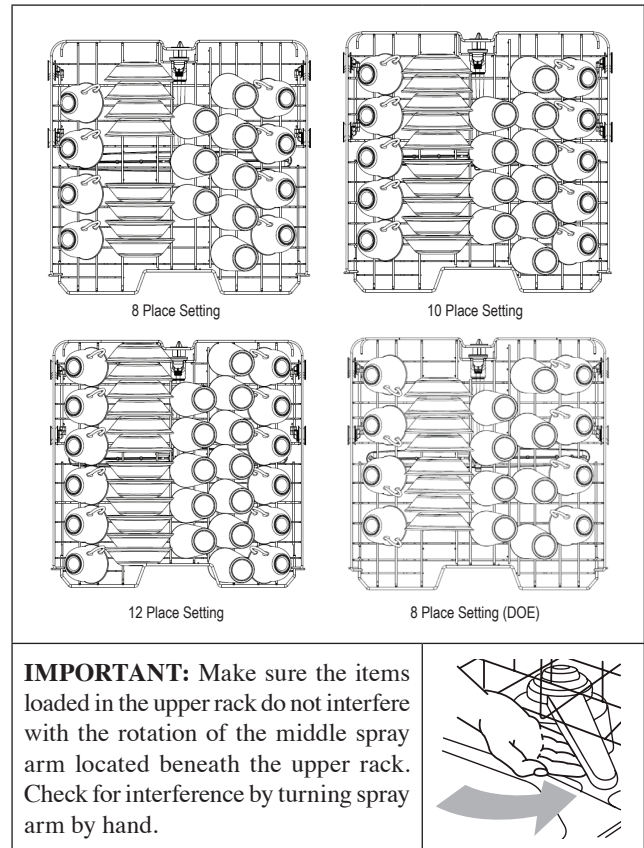 8 Place Setting
10 Place Setting
12 Place Setting
8 Place Setting (DOE)
IMPORTANT: Make sure the items
loaded in the upper rack do not interfere
with the rotation of the middle spray
arm located beneath the upper rack.
Check for interference by turning spray
arm by hand.